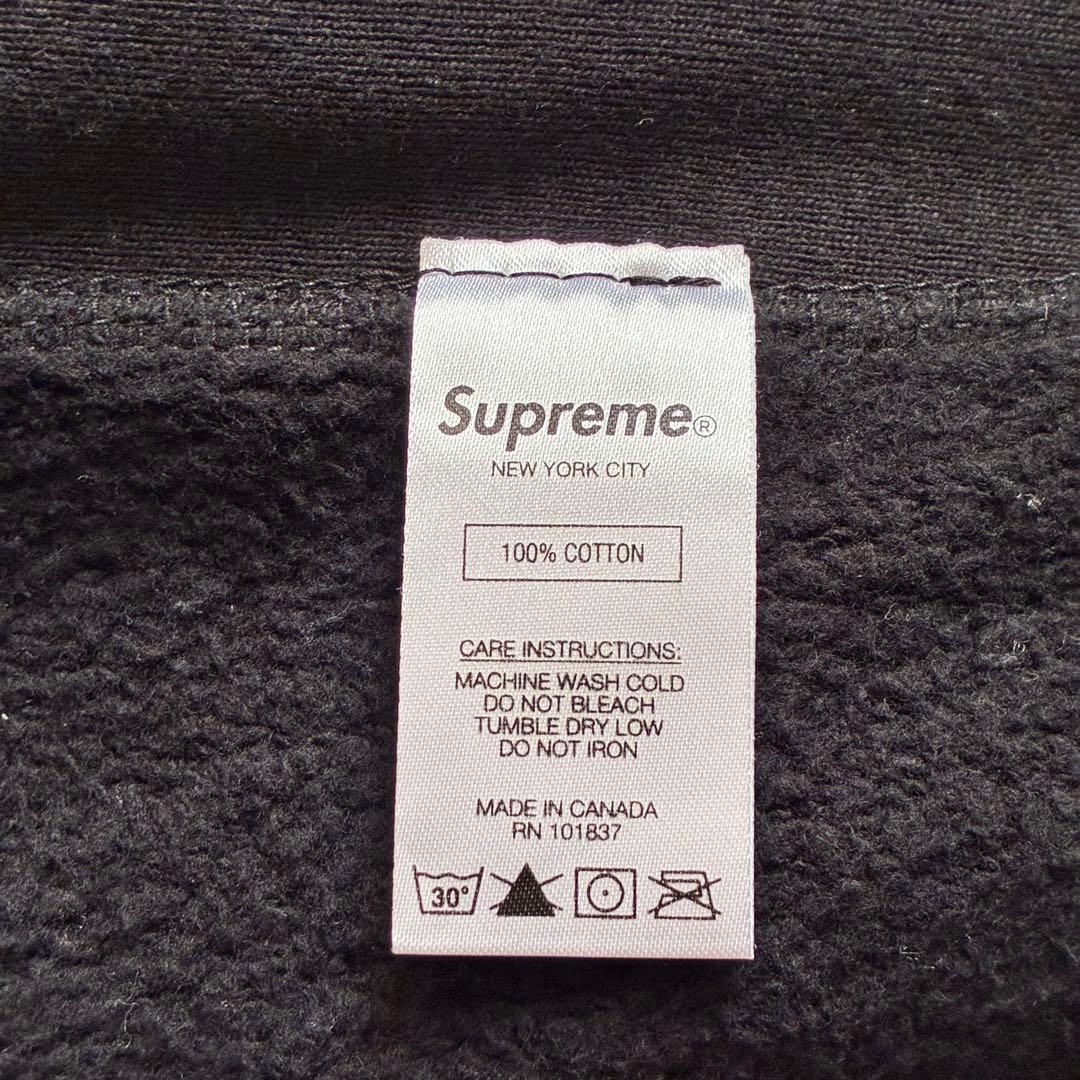 Supreme®
NEW YORK CITY
100% COTTON
CARE INSTRUCTIONS:
MACHINE WASH COLD
DO NOT BLEACH
TUMBLE DRY LOW
DO NOT IRON
MADE IN CANADA
RN 101837
30°